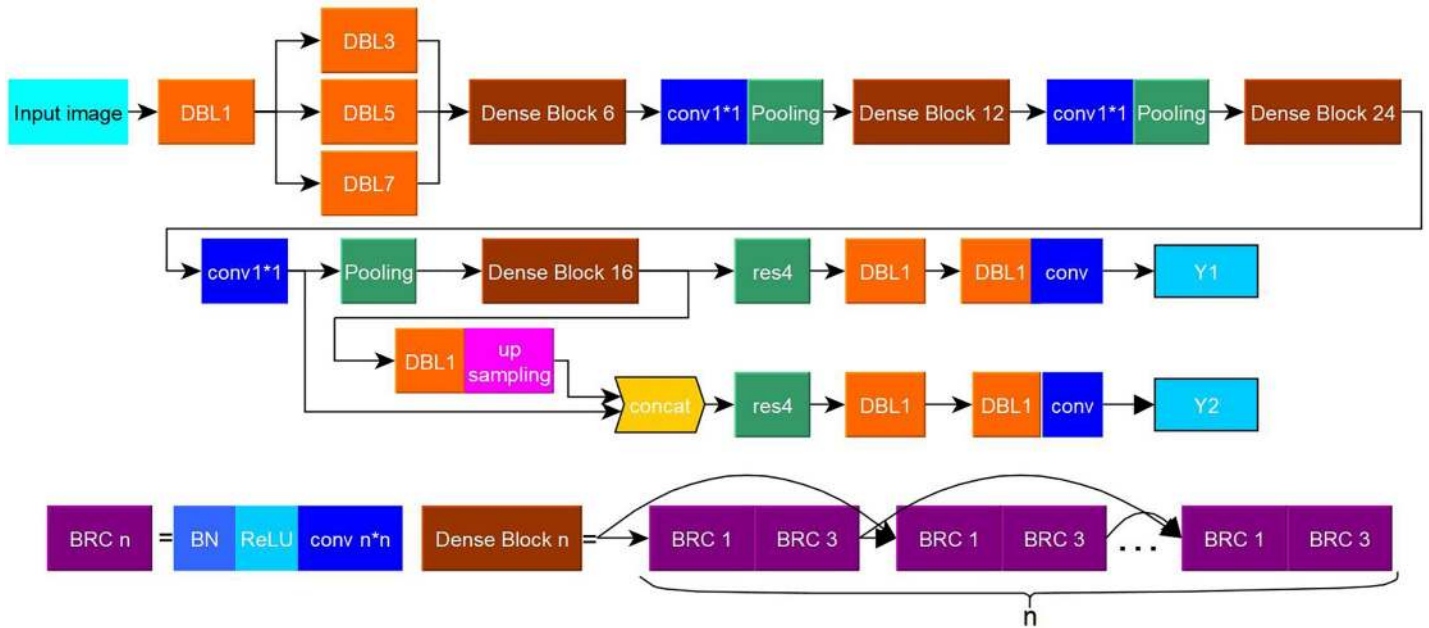 DBL3
Input image DBL1 DBL5 Dense Block 6 conv1*1 Pooling Dense Block 12 conv1*1 Pooling Dense Block 24
DBL7
conv1*1 Pooling Dense Block 16 res4 DBL1 DBL1 conv Y1
DBL1 up
sampling
concat res4 DBL1 DBL1 conv Y2
BRC n = BN ReLU conv n*n Dense Block n = BRC 1 BRC 3 BRC 1 BRC 3 ... BRC 1 BRC 3
n